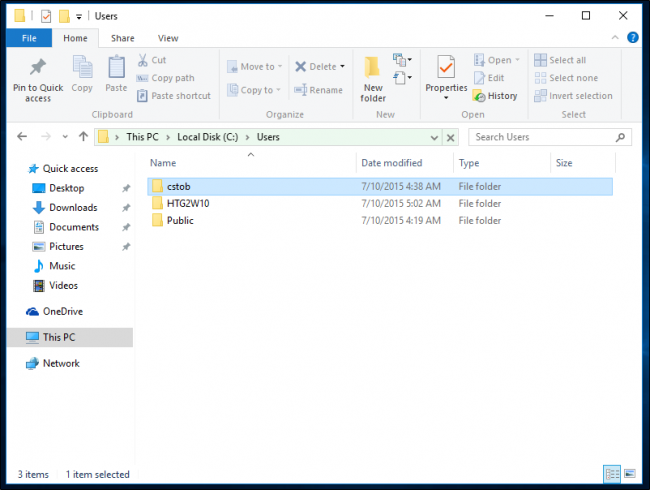 Users
File Home Share View
Pin to Quick access
Copy
Paste
Cut
Copy path
Paste shortcut
Clipboard
Move to
Copy to
Delete
Rename
Organize
New folder
New
Properties
Open
Edit
History
Open
Select all
Select none
Invert selection
Select
This PC Local Disk (C:) Users
Search Users
Name Date modified Type Size
cstob 7/10/2015 4:38 AM File folder
HTG2W10 7/10/2015 5:02 AM File folder
Public 7/10/2015 4:19 AM File folder
Quick access
Desktop
Downloads
Documents
Pictures
Music
Videos
OneDrive
This PC
Network
3 items 1 item selected